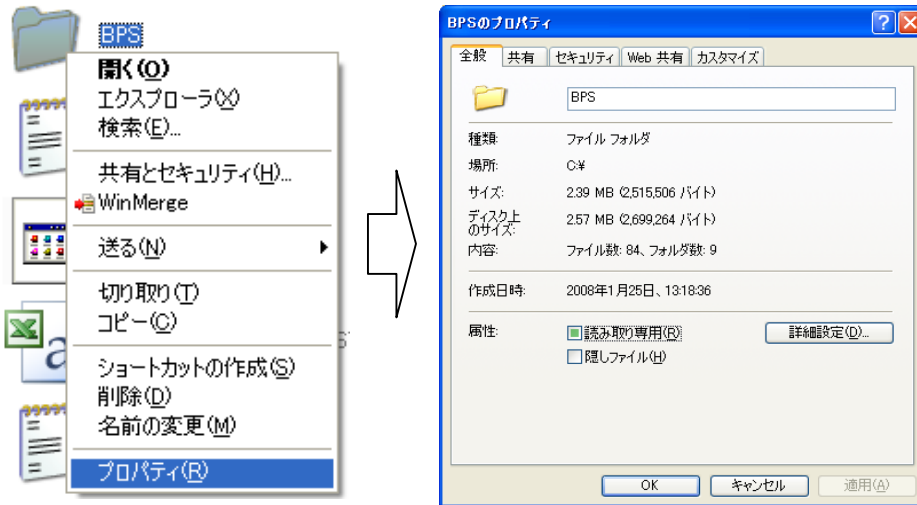 BPS
開く(O)
エクスプローラ(X)
検索(E)...
共有とセキュリティ(H)...
WinMerge
送る(N)
切り取り(T)
コピー(C)
ショートカットの作成(S)
削除(D)
名前の変更(M)
プロパティ(R)
BPSのプロパティ
全般 共有 セキュリティ Web 共有 カスタマイズ
BPS
種類: ファイル フォルダ
場所: C:¥
サイズ: 2.39 MB (2,515,506 バイト)
ディスク上
のサイズ: 2.57 MB (2,699,264 バイト)
内容: ファイル数: 84、フォルダ数: 9
作成日時: 2008年1月25日、13:18:36
属性: 読み取り専用(R) 詳細設定(D)...
隠しファイル(H)
OK キャンセル 適用(A)